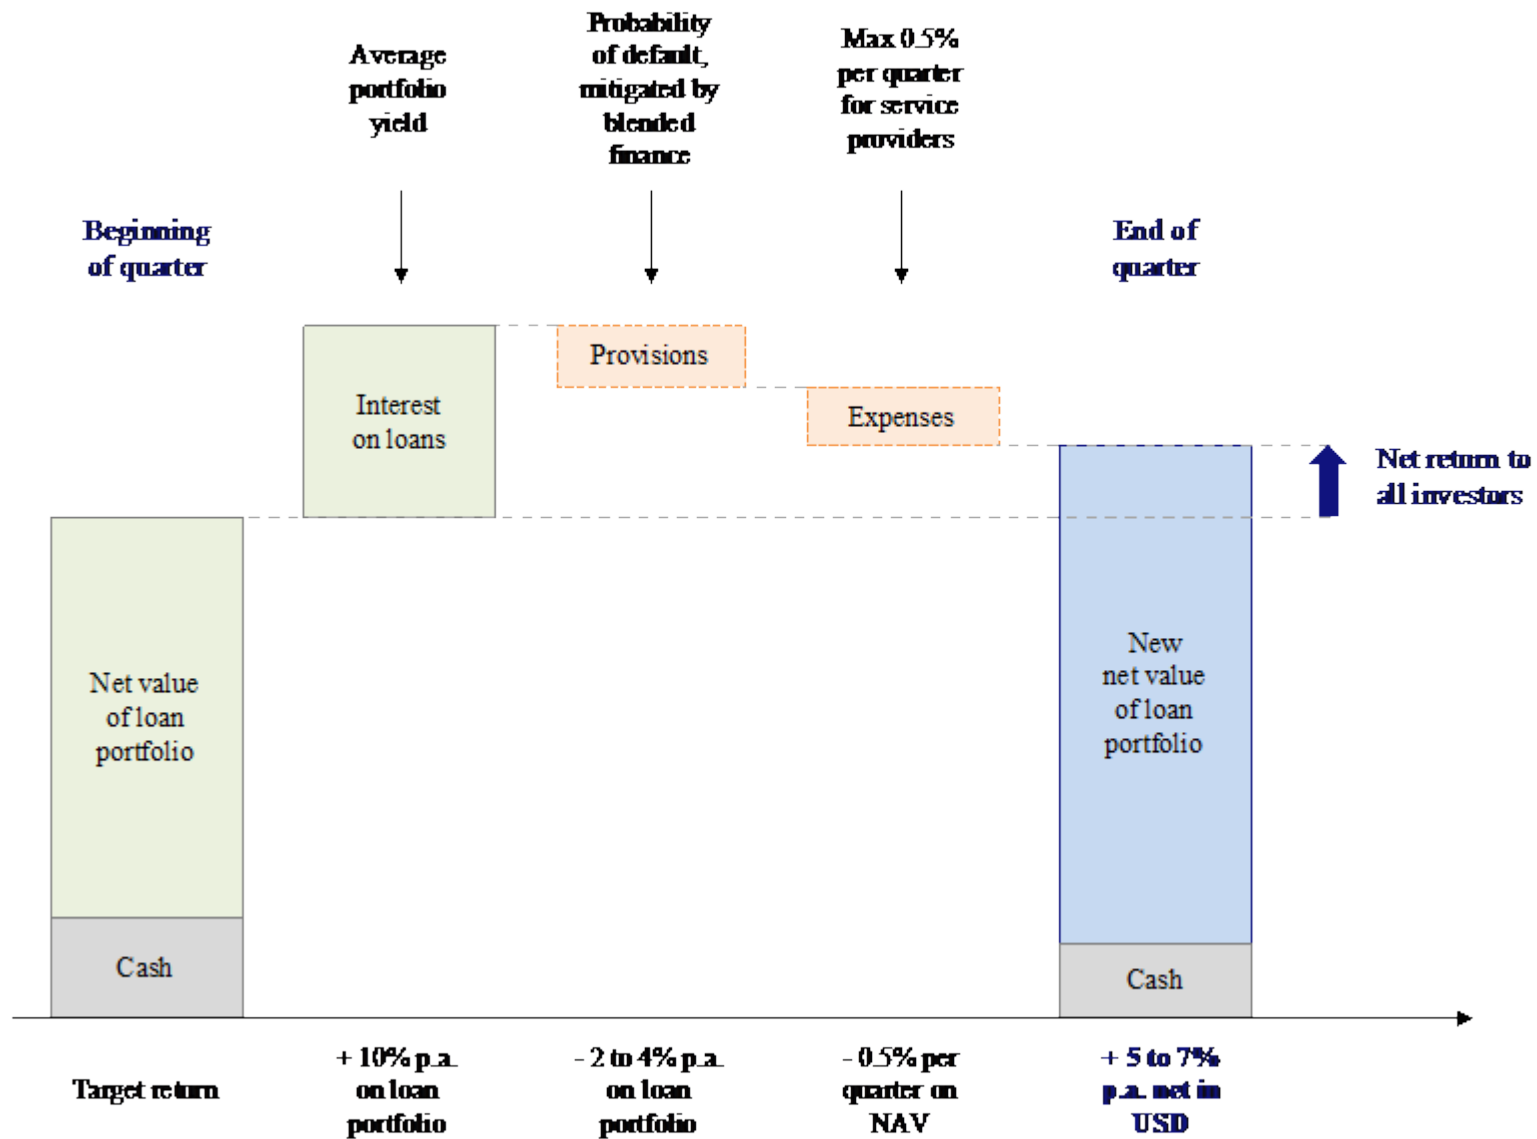 Average
portfolio
yield
Probability
of default,
mitigated by
blended
finance
Max 0.5%
per quarter
for service
providers
Beginning
of quarter
End of
quarter
Interest
on loans
Provisions
Expenses
Net return to
all investors
Net value
of loan
portfolio
New
net value
of loan
portfolio
Cash
Cash
Target return
+ 10% p.a.
on loan
portfolio
- 2 to 4% p.a.
on loan
portfolio
- 0.5% per
quarter on
NAV
+ 5 to 7%
p.a. net in
USD